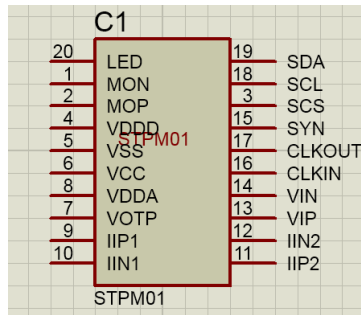 C1
20 LED 19 SDA
1 MON 18 SCL
2 MOP 3 SCS
4 VDDD 15 SYN
STPM01
5 VSS 17 CLKOUT
6 VCC 16 CLKIN
8 VDDA 14 VIN
7 VOTP 13 VIP
9 IIP1 12 IIN2
10 IIN1 11 IIP2
STPM01